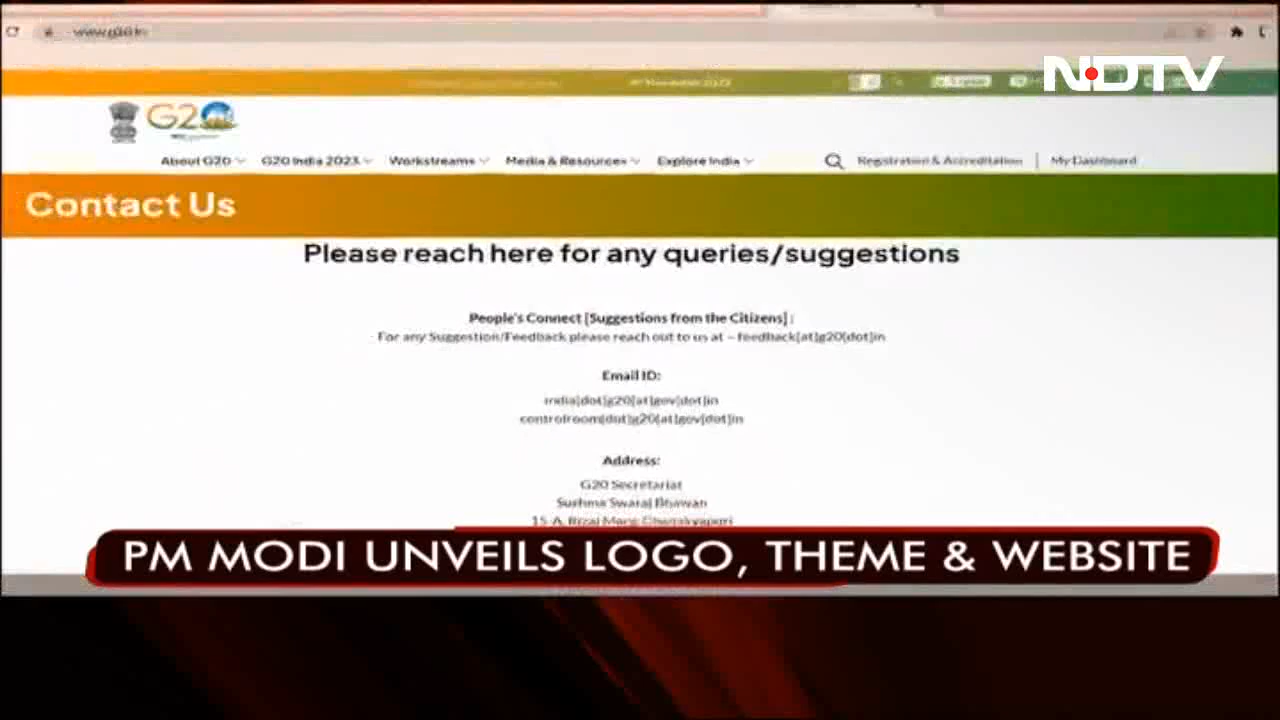 www.g20.in
NDTV
G20
About G20 G20 India 2023 Workstreams Media & Resources Explore India Registration & Accreditation My Dashboard
Contact Us
Please reach here for any queries/suggestions
People's Connect [Suggestions from the Citizens] :
For any Suggestion/Feedback please reach out to us at – feedback[at]g20[dot]in
Email ID:
india[dot]g20[at]gov[dot]in
controlroom[dot]g20[at]gov[dot]in
Address:
G20 Secretariat
Sushma Swaraj Bhawan
15-A, Rizal Marg Chanakyapuri
PM MODI UNVEILS LOGO, THEME & WEBSITE